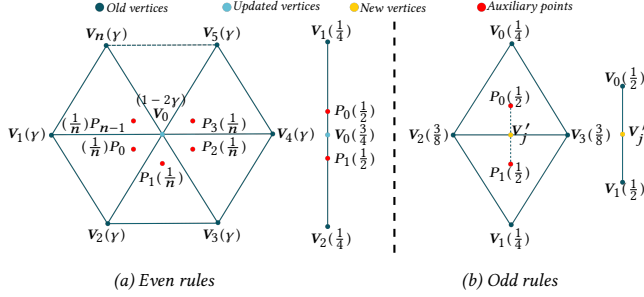 Old vertices Updated vertices New vertices Auxiliary points
Vn(γ) V5(γ) V1(1/4) V0(1/4)
(1−2γ)
V0
P0(1/2) P0(1/2) V0(1/2)
V1(γ) (1/n)Pn−1 P3(1/n) V4(γ) V0(3/4) V2(3/8) Vj′ V3(3/8) Vj′
(1/n)P0 P2(1/n) P1(1/2)
P1(1/n) P1(1/2) V1(1/2)
V2(γ) V3(γ) V2(1/4) V1(1/4)
(a) Even rules (b) Odd rules